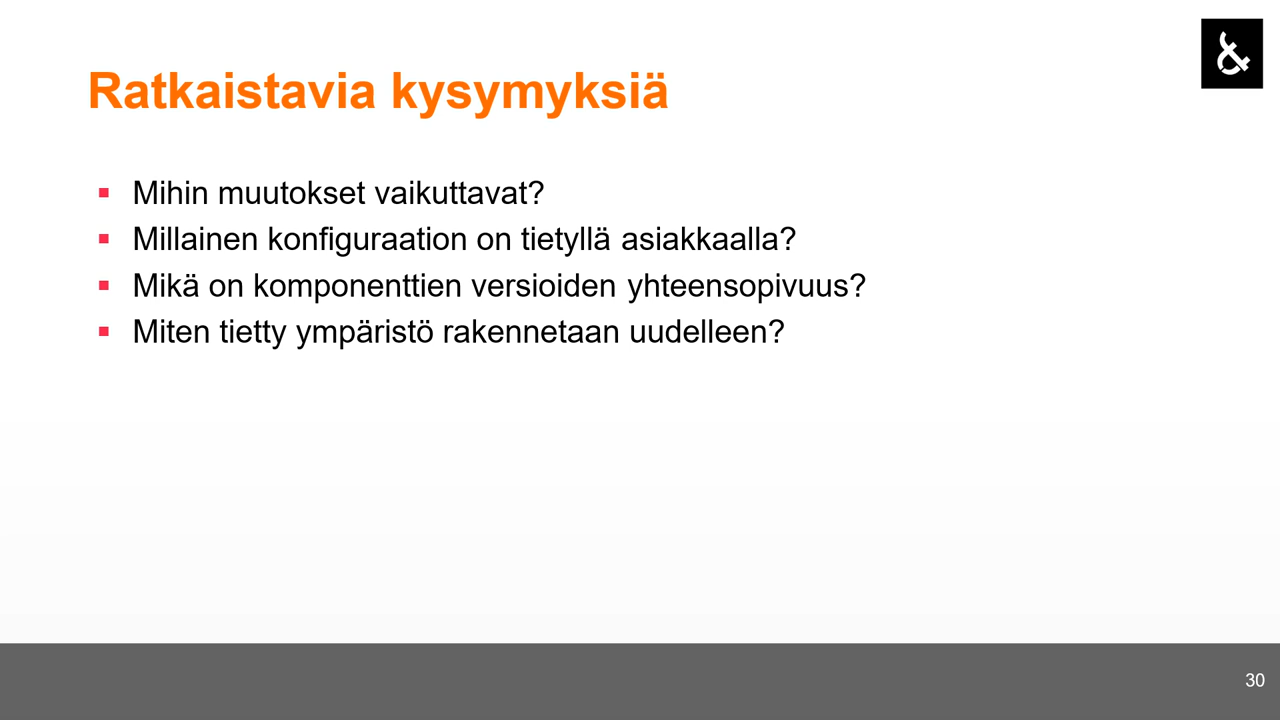 &
Ratkaistavia kysymyksiä
▪ Mihin muutokset vaikuttavat?
▪ Millainen konfiguraation on tietyllä asiakkaalla?
▪ Mikä on komponenttien versioiden yhteensopivuus?
▪ Miten tietty ympäristö rakennetaan uudelleen?
30